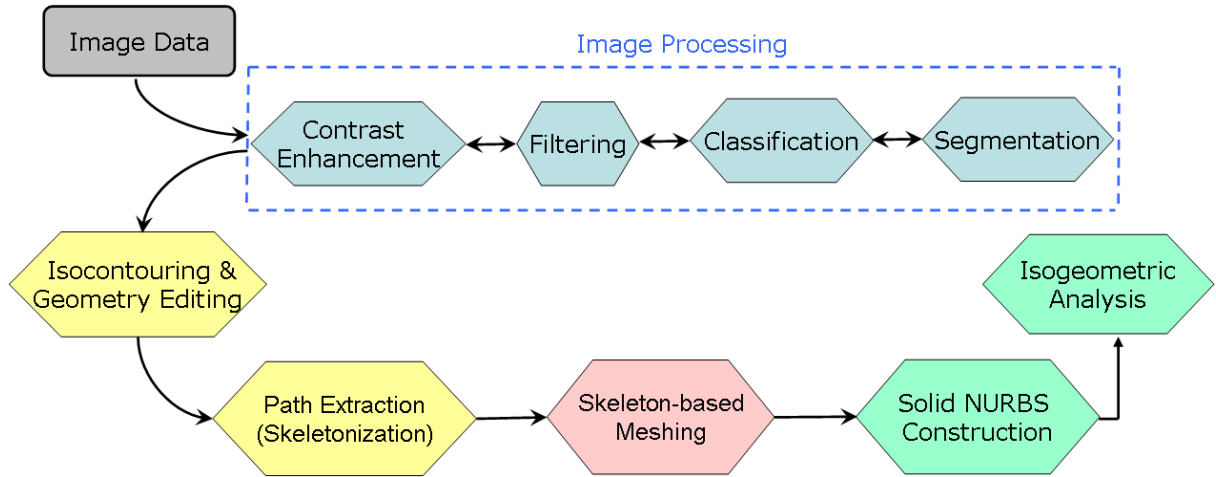 Image Data
Image Processing
Contrast
Enhancement
Filtering
Classification
Segmentation
Isocontouring &
Geometry Editing
Isogeometric
Analysis
Path Extraction
(Skeletonization)
Skeleton-based
Meshing
Solid NURBS
Construction